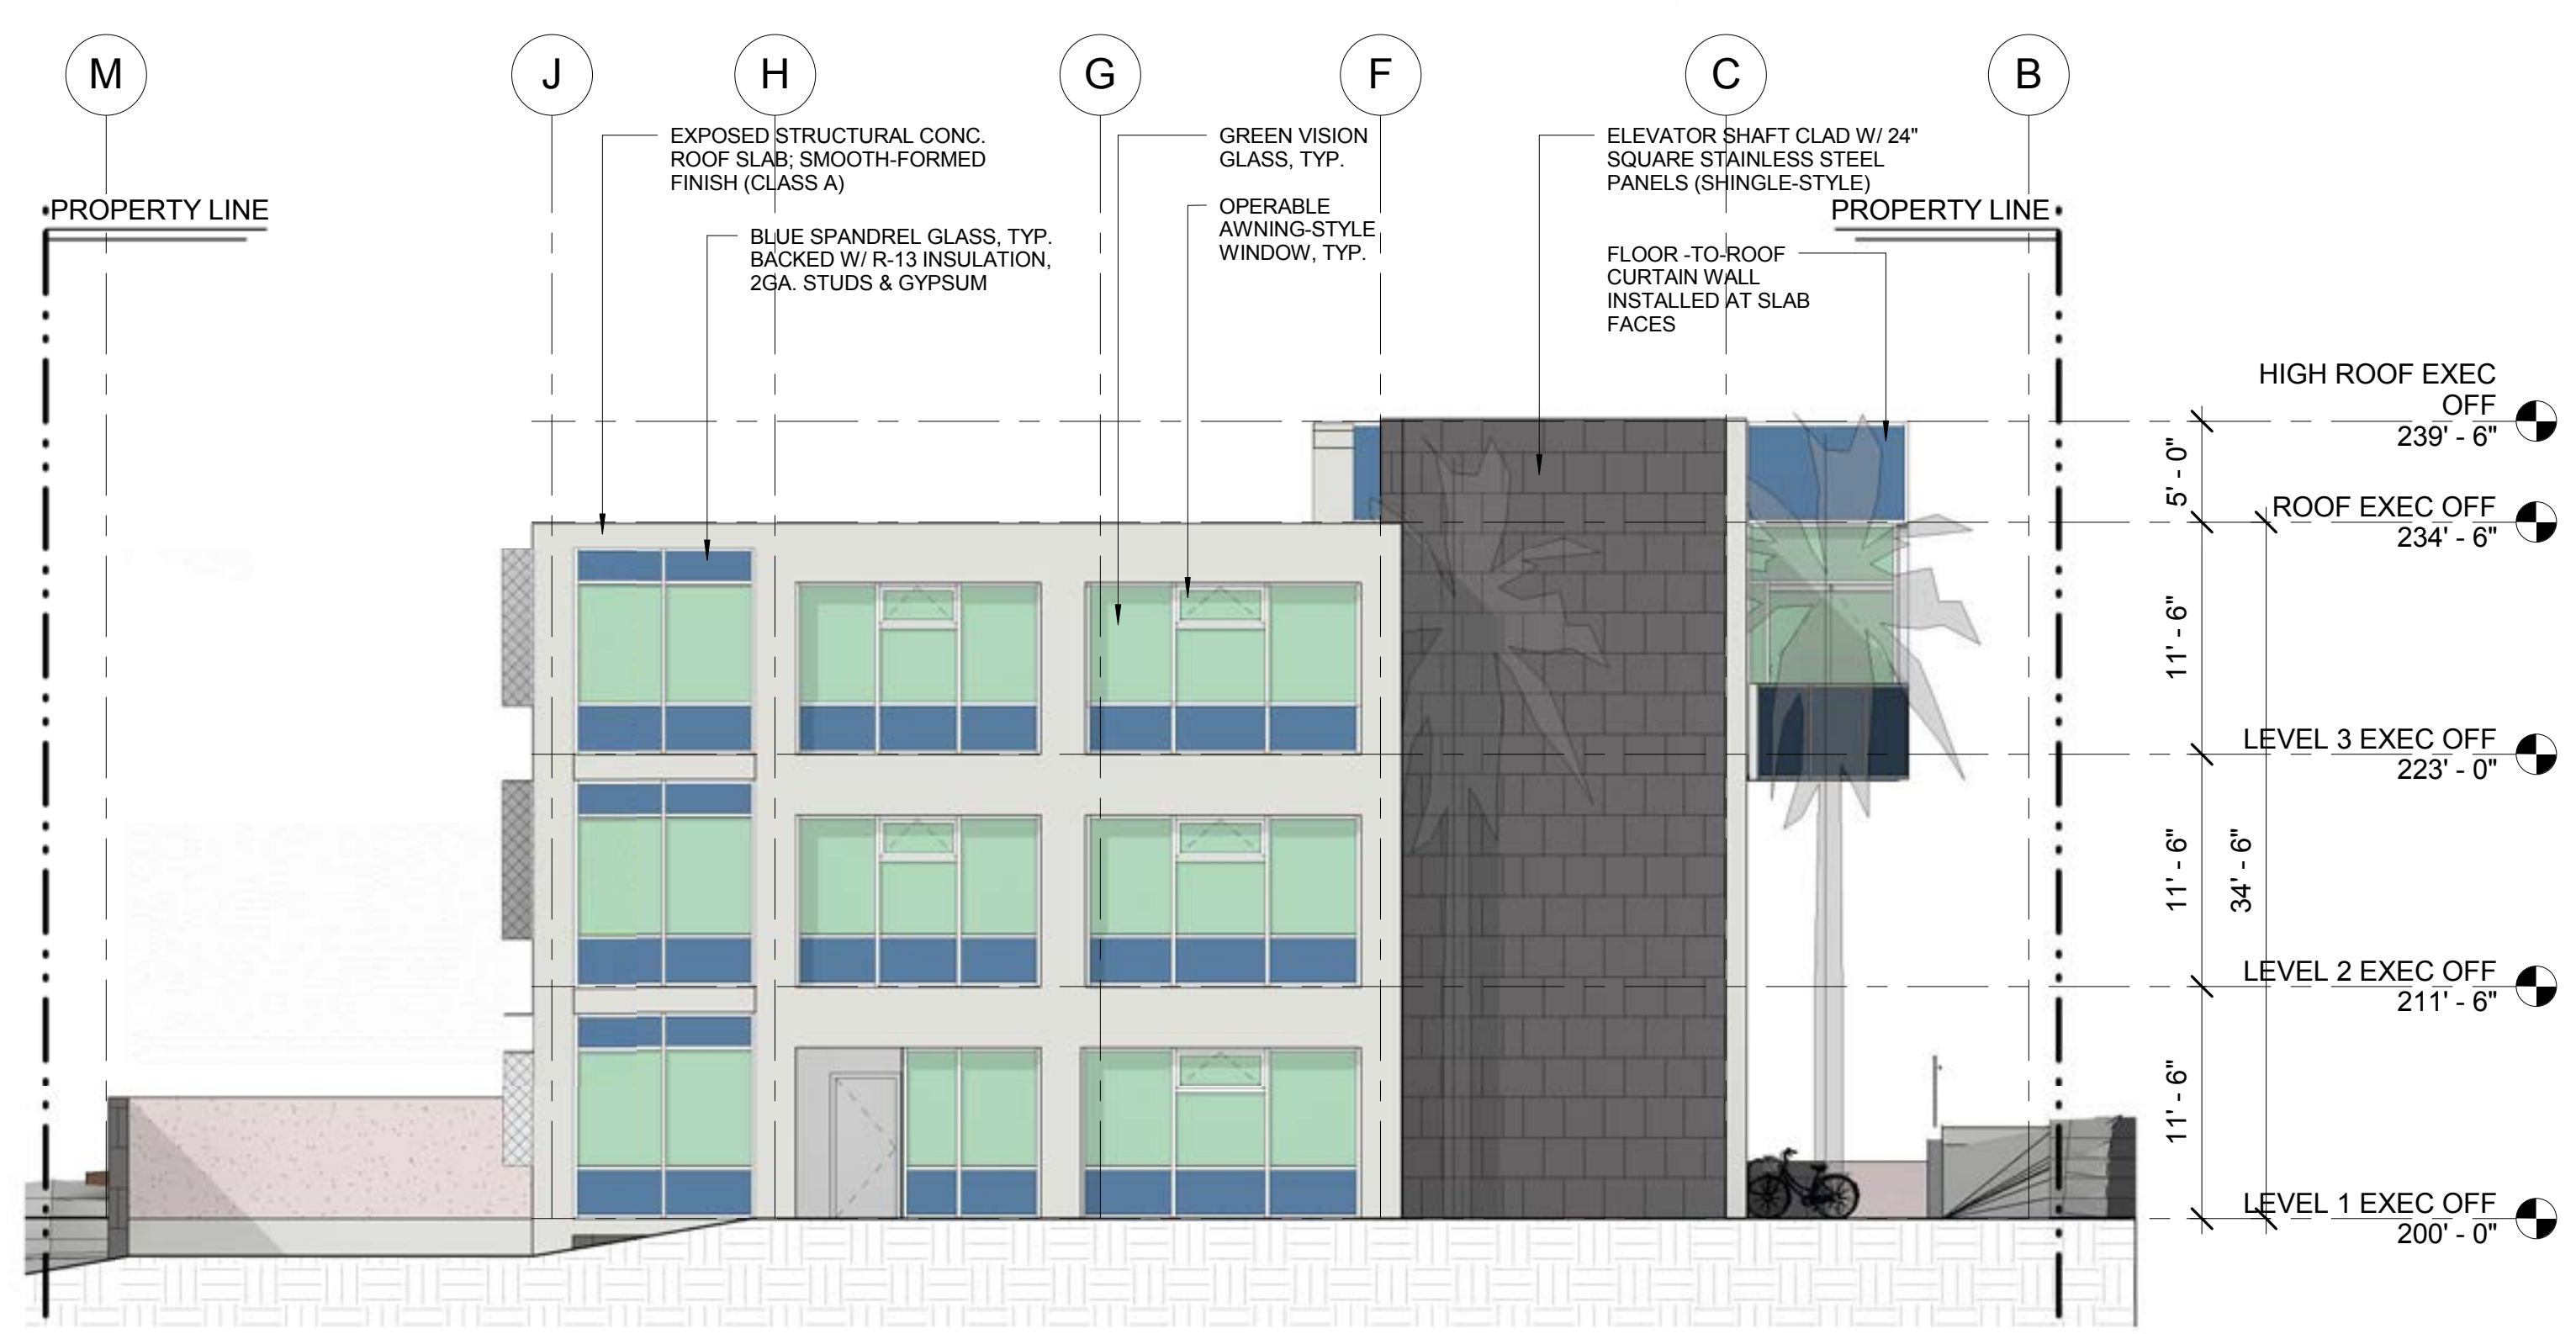 M
J
H
G
F
C
B
EXPOSED STRUCTURAL CONC.
ROOF SLAB; SMOOTH-FORMED
FINISH (CLASS A)
BLUE SPANDREL GLASS, TYP.
BACKED W/ R-13 INSULATION,
2GA. STUDS & GYPSUM
GREEN VISION
GLASS, TYP.
OPERABLE
AWNING-STYLE
WINDOW, TYP.
ELEVATOR SHAFT CLAD W/ 24"
SQUARE STAINLESS STEEL
PANELS (SHINGLE-STYLE)
FLOOR -TO-ROOF
CURTAIN WALL
INSTALLED AT SLAB
FACES
PROPERTY LINE
PROPERTY LINE
HIGH ROOF EXEC
OFF
239' - 6"
5' - 0"
ROOF EXEC OFF
234' - 6"
11' - 6"
LEVEL 3 EXEC OFF
223' - 0"
11' - 6"
34' - 6"
LEVEL 2 EXEC OFF
211' - 6"
11' - 6"
LEVEL 1 EXEC OFF
200' - 0"